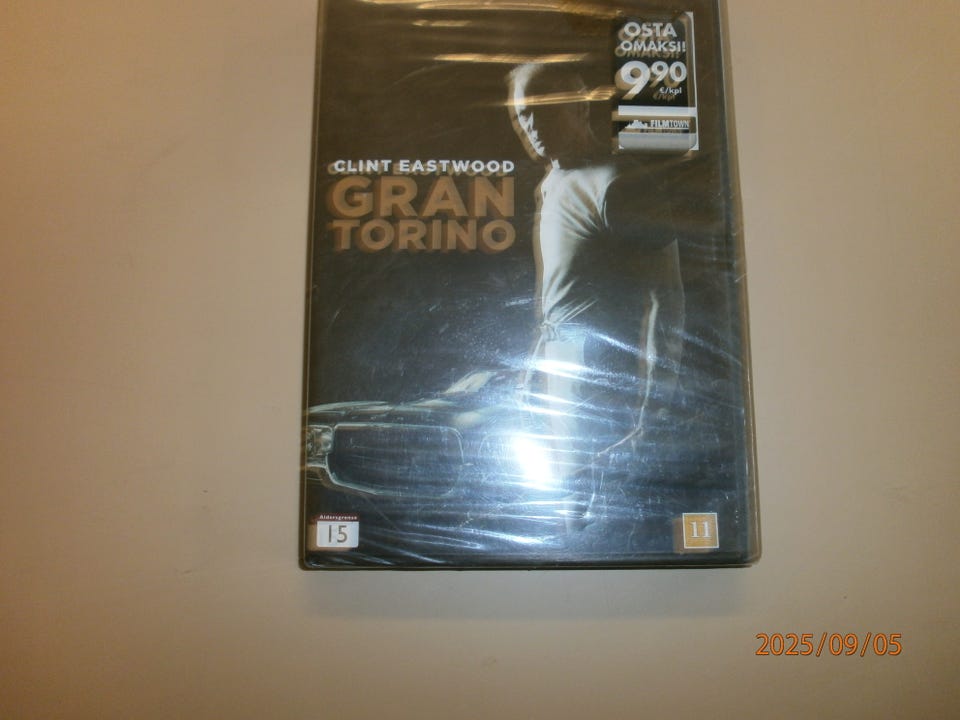 OSTA
OMAKSI!
9,90
€/kpl
FILMTOWN
CLINT EASTWOOD
GRAN
TORINO
Aldersgrense
15
11
2025/09/05